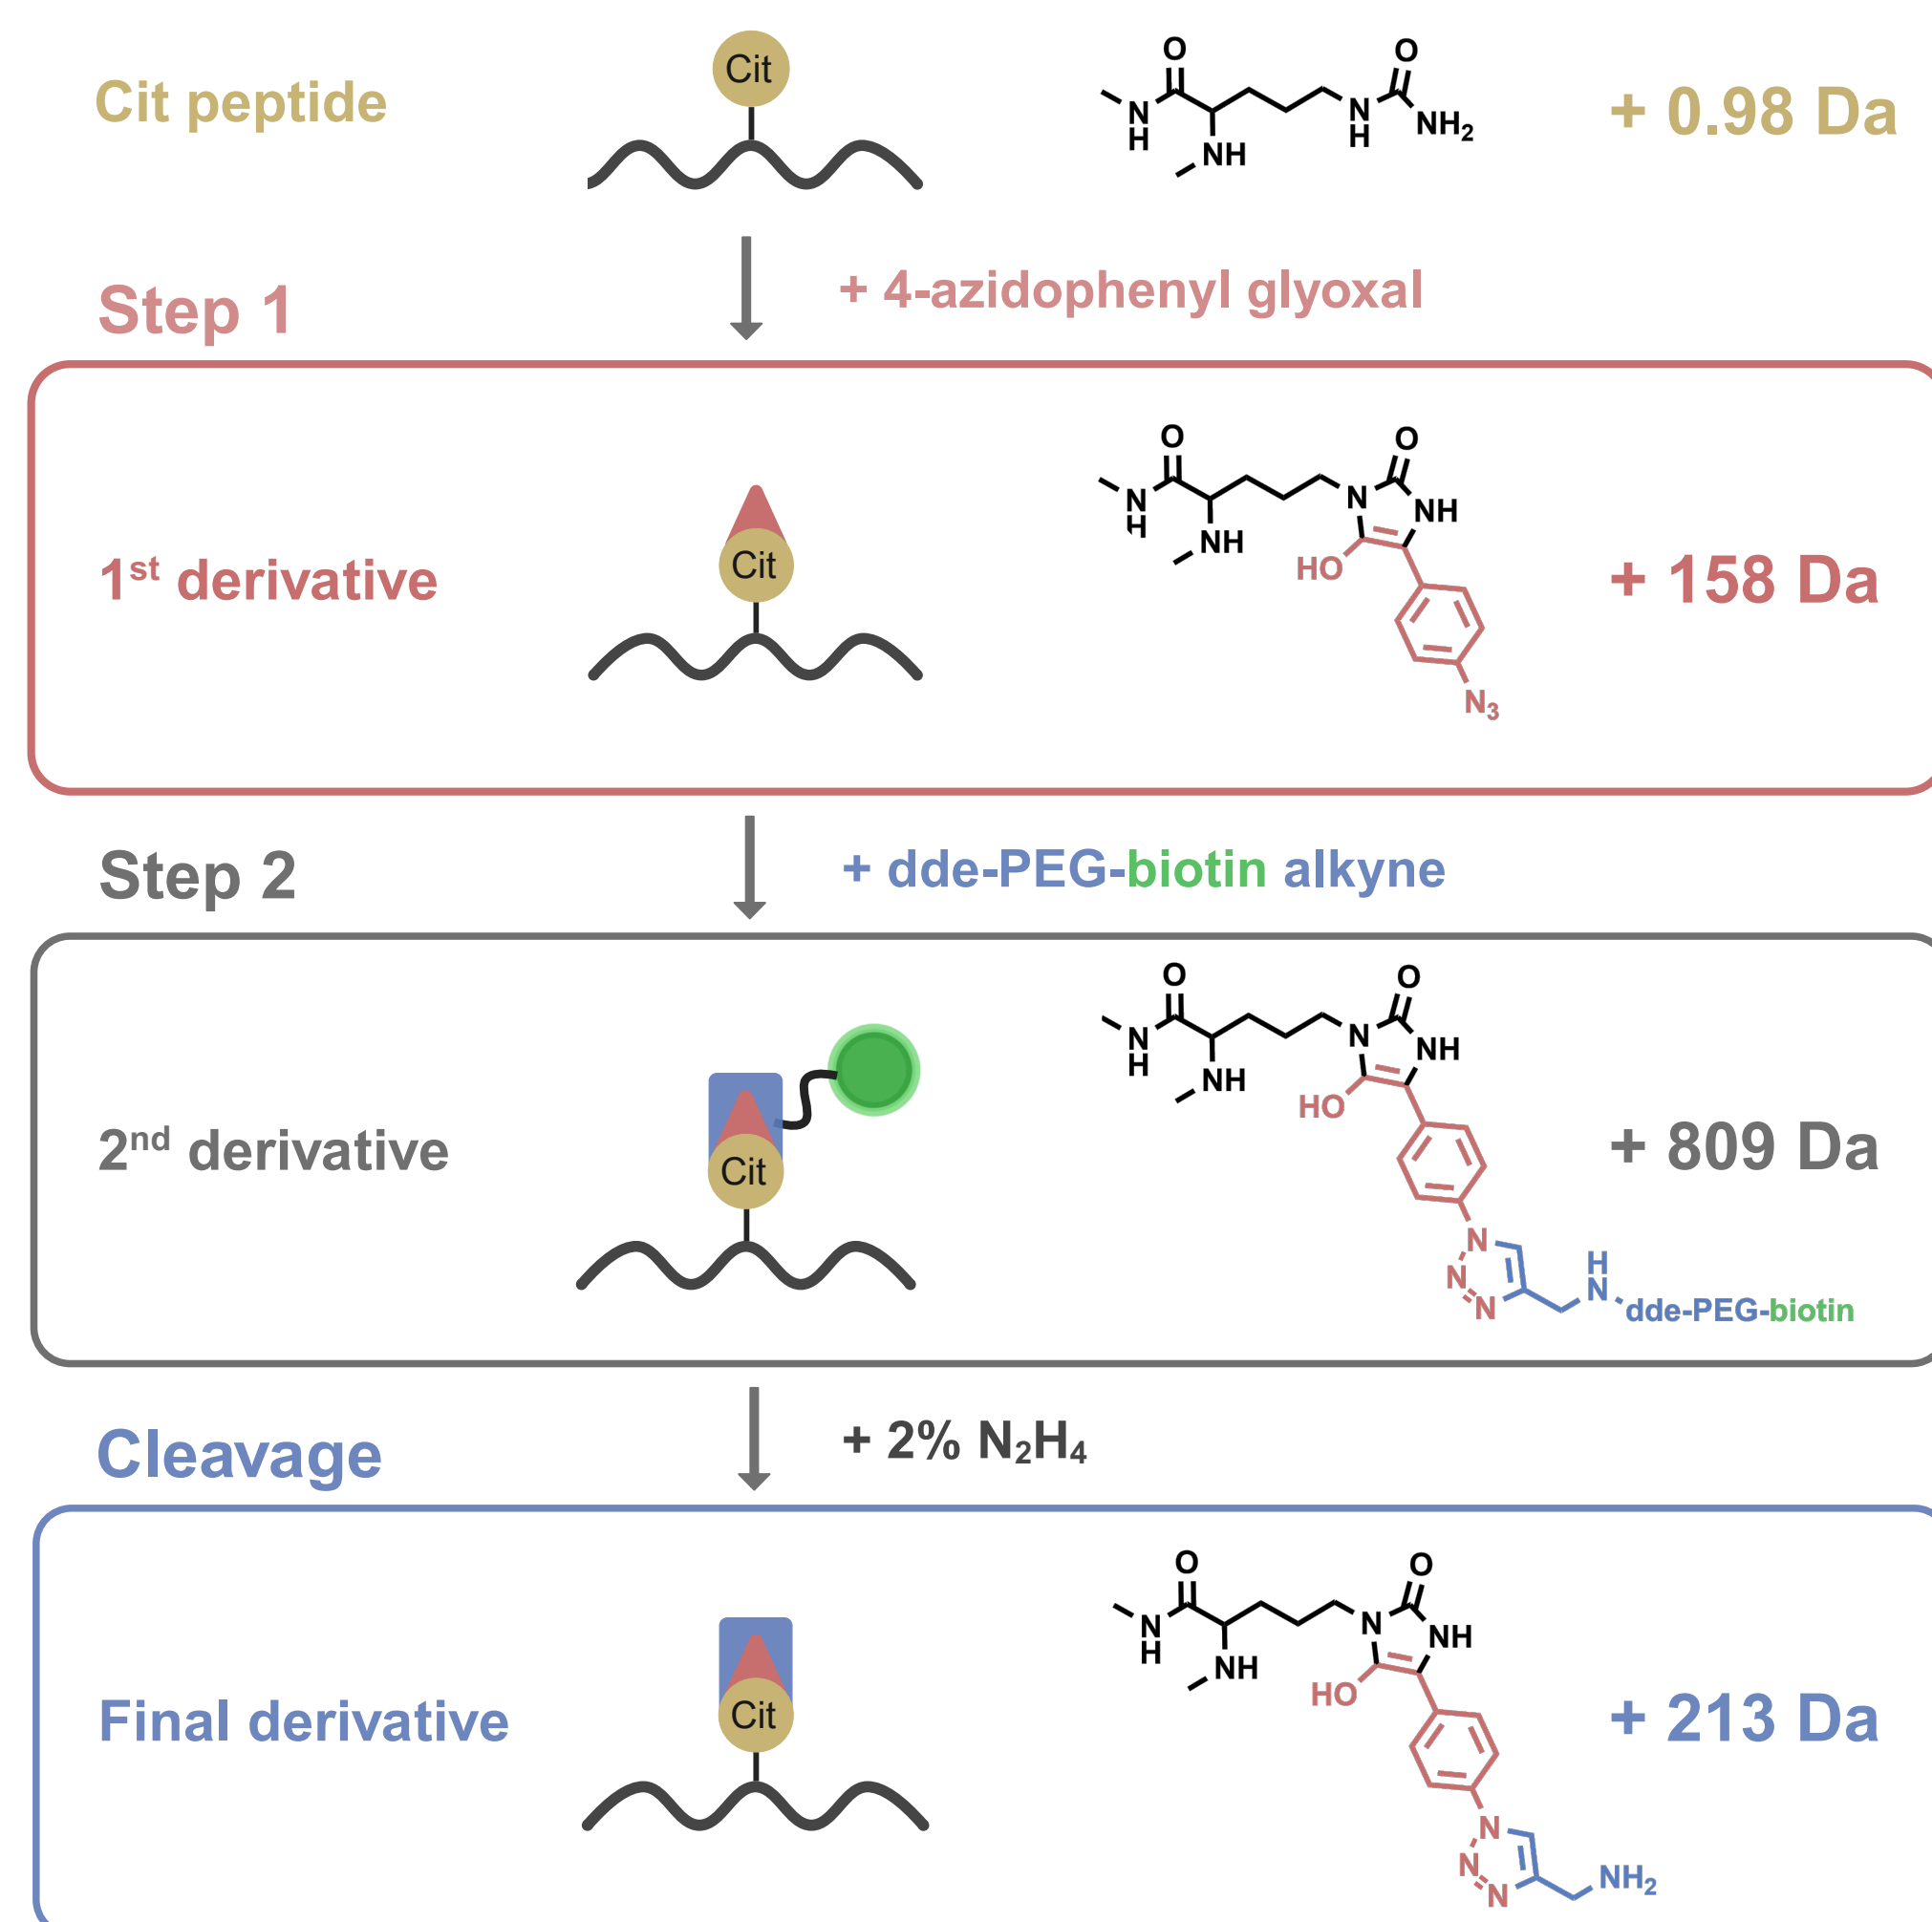 Cit peptide
Cit
O
O
N
H
NH
N
H
NH₂
+ 0.98 Da
Step 1
+ 4-azidophenyl glyoxal
1st derivative
Cit
O
O
N
H
NH
N
NH
HO
N₃
+ 158 Da
Step 2
+ dde-PEG-biotin alkyne
2nd derivative
Cit
O
O
N
H
NH
N
NH
HO
N
N
N
H
N
dde-PEG-biotin
+ 809 Da
Cleavage
+ 2% N₂H₄
Final derivative
Cit
O
O
N
H
NH
N
NH
HO
N
N
N
NH₂
+ 213 Da